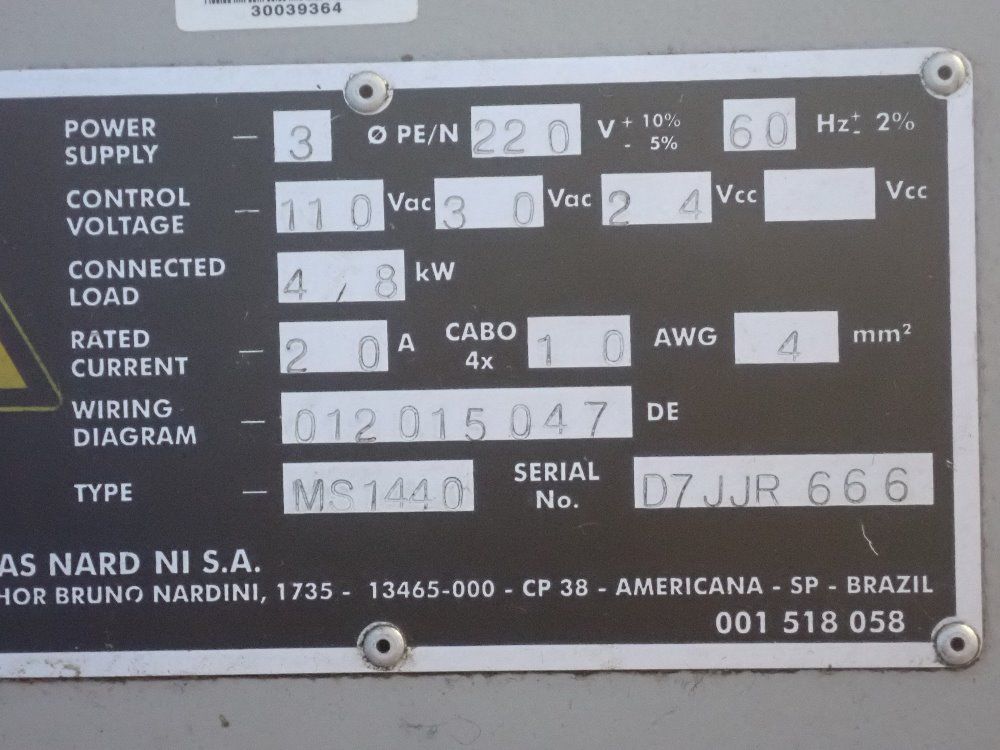 30039364
POWER SUPPLY — 3 Ø PE/N 220 V + 10% - 5% 60 Hz ± 2%
CONTROL VOLTAGE — 110 Vac 30 Vac 24 Vcc Vcc
CONNECTED LOAD 4,8 kW
RATED CURRENT — 20 A CABO 4x 10 AWG 4 mm²
WIRING DIAGRAM — 012 015 047 DE
TYPE — MS1440 SERIAL No. D7JJR 666
AS NARD NI S.A.
HOR BRUNO NARDINI, 1735 - 13465-000 - CP 38 - AMERICANA - SP - BRAZIL
001 518 058